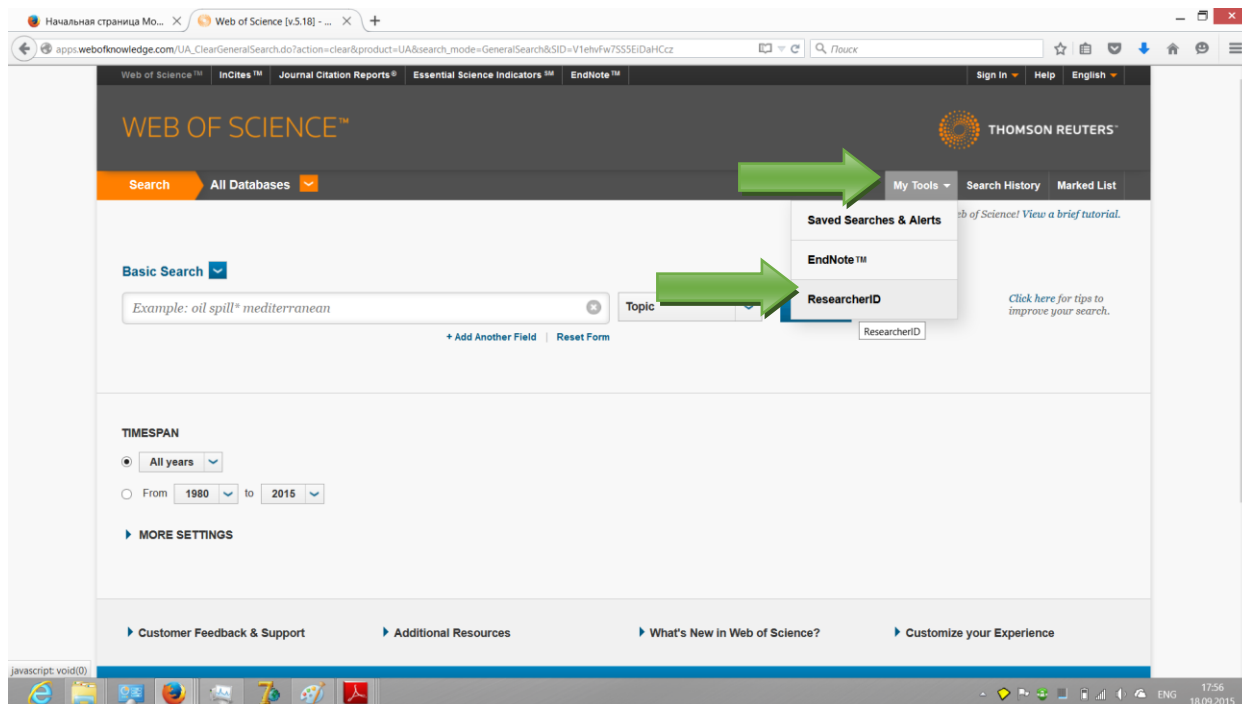 Начальная страница Mo...
Web of Science [v.5.18] - ...
apps.webofknowledge.com/UA_ClearGeneralSearch.do?action=clear&product=UA&search_mode=GeneralSearch&SID=V1ehvFw7SS5EiDaHCcz
Поиск
Web of Science™ InCites™ Journal Citation Reports® Essential Science Indicators℠ EndNote™ Sign In Help English
WEB OF SCIENCE™
THOMSON REUTERS™
Search All Databases My Tools Search History Marked List
Saved Searches & Alerts
of Science! View a brief tutorial.
EndNote™
Basic Search
ResearcherID
Example: oil spill* mediterranean
Topic
Click here for tips to
improve your search.
ResearcherID
+ Add Another Field | Reset Form
TIMESPAN
All years
From 1980 to 2015
MORE SETTINGS
Customer Feedback & Support Additional Resources What's New in Web of Science? Customize your Experience
javascript: void(0)
ENG
17:56
18.09.2015